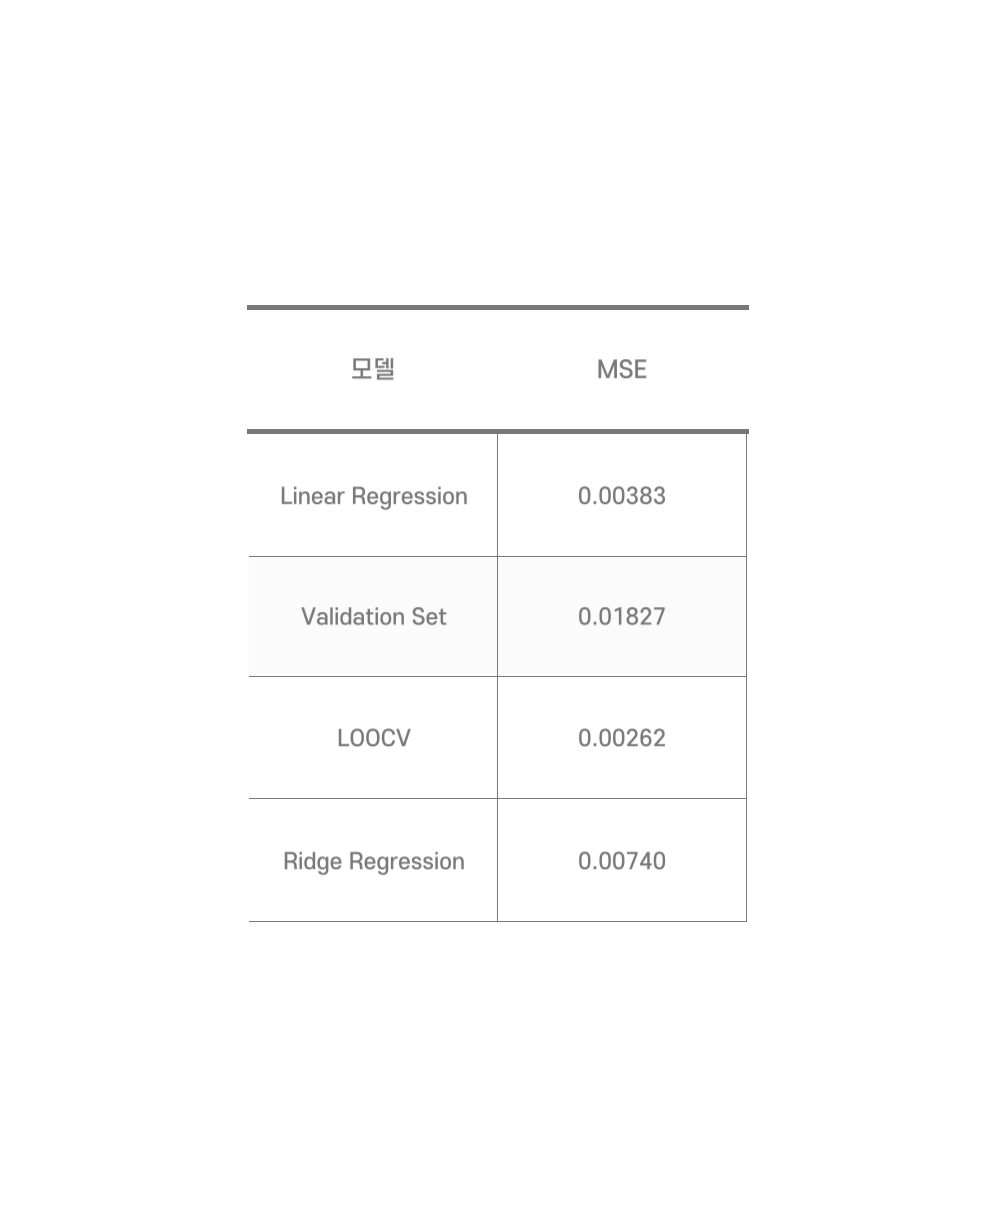 모델 MSE
Linear Regression 0.00383
Validation Set 0.01827
LOOCV 0.00262
Ridge Regression 0.00740